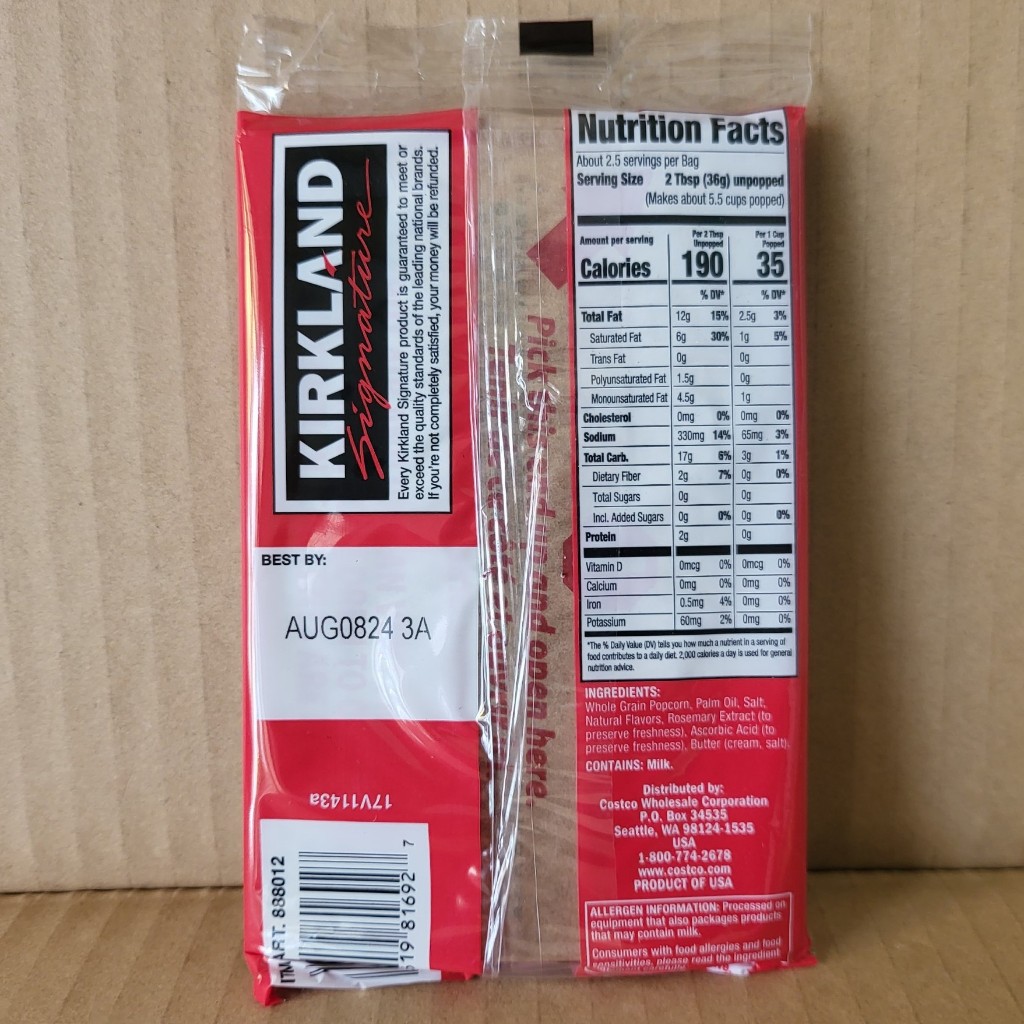 KIRKLAND
Signature
Every Kirkland Signature product is guaranteed to meet or
exceed the quality standards of the leading national brands.
If you're not completely satisfied, your money will be refunded.
BEST BY:
AUG0824 3A
17V1143a
ITM/ART. 888012
19 81692 7
Pick this
and open here.
Nutrition Facts
About 2.5 servings per Bag
Serving Size 2 Tbsp (36g) unpopped
(Makes about 5.5 cups popped)
Amount per serving Per 2 Tbsp Unpopped Per 1 Cup Popped
Calories 190 35
% DV* % DV*
Total Fat 12g 15% 2.5g 3%
Saturated Fat 6g 30% 1g 5%
Trans Fat 0g 0g
Polyunsaturated Fat 1.5g 0g
Monounsaturated Fat 4.5g 1g
Cholesterol 0mg 0% 0mg 0%
Sodium 330mg 14% 65mg 3%
Total Carb. 17g 6% 3g 1%
Dietary Fiber 2g 7% 0g 0%
Total Sugars 0g 0g
Incl. Added Sugars 0g 0% 0g 0%
Protein 2g 0g
Vitamin D 0mcg 0% 0mcg 0%
Calcium 0mg 0% 0mg 0%
Iron 0.5mg 4% 0mg 0%
Potassium 60mg 2% 0mg 0%
*The % Daily Value (DV) tells you how much a nutrient in a serving of
food contributes to a daily diet. 2,000 calories a day is used for general
nutrition advice.
INGREDIENTS:
Whole Grain Popcorn, Palm Oil, Salt,
Natural Flavors, Rosemary Extract (to
preserve freshness), Ascorbic Acid (to
preserve freshness), Butter (cream, salt).
CONTAINS: Milk.
Distributed by:
Costco Wholesale Corporation
P.O. Box 34535
Seattle, WA 98124-1535
USA
1-800-774-2678
www.costco.com
PRODUCT OF USA
ALLERGEN INFORMATION: Processed on
equipment that also packages products
that may contain milk.
Consumers with food allergies and food
sensitivities, please read the ingredient